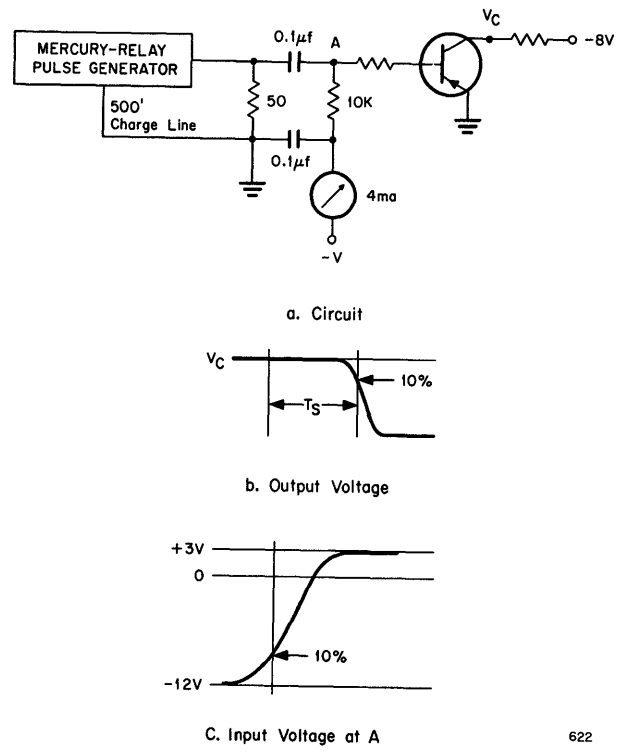 MERCURY-RELAY
PULSE GENERATOR
500'
Charge Line
0.1µf
A
50
10K
0.1µf
4ma
-V
V_C
-8V
a. Circuit
V_C
10%
T_S
b. Output Voltage
+3V
0
10%
-12V
C. Input Voltage at A
622